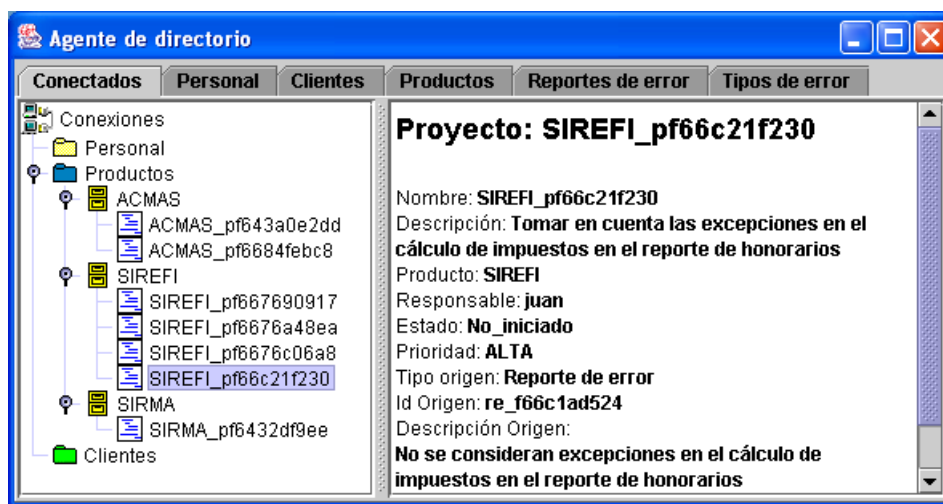 Agente de directorio
Conectados Personal Clientes Productos Reportes de error Tipos de error
Conexiones
Personal
Productos
ACMAS
ACMAS_pf643a0e2dd
ACMAS_pf6684febc8
SIREFI
SIREFI_pf667690917
SIREFI_pf6676a48ea
SIREFI_pf6676c06a8
SIREFI_pf66c21f230
SIRMA
SIRMA_pf6432df9ee
Clientes
Proyecto: SIREFI_pf66c21f230
Nombre: SIREFI_pf66c21f230
Descripción: Tomar en cuenta las excepciones en el
cálculo de impuestos en el reporte de honorarios
Producto: SIREFI
Responsable: juan
Estado: No_iniciado
Prioridad: ALTA
Tipo origen: Reporte de error
Id Origen: re_f66c1ad524
Descripción Origen:
No se consideran excepciones en el cálculo de
impuestos en el reporte de honorarios